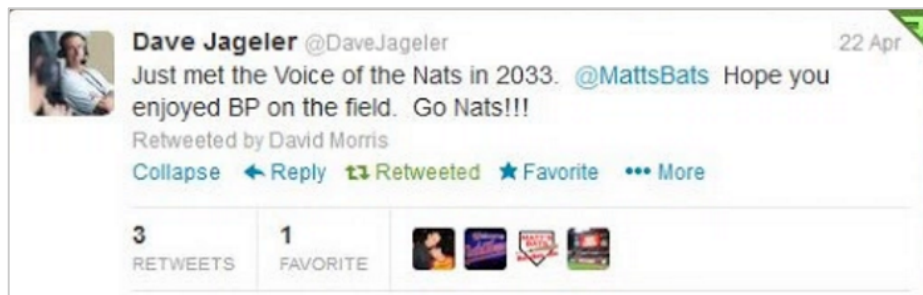 Dave Jageler @DaveJageler 22 Apr
Just met the Voice of the Nats in 2033. @MattsBats Hope you
enjoyed BP on the field. Go Nats!!!
Retweeted by David Morris
Collapse Reply Retweeted Favorite More
3 1
RETWEETS FAVORITE